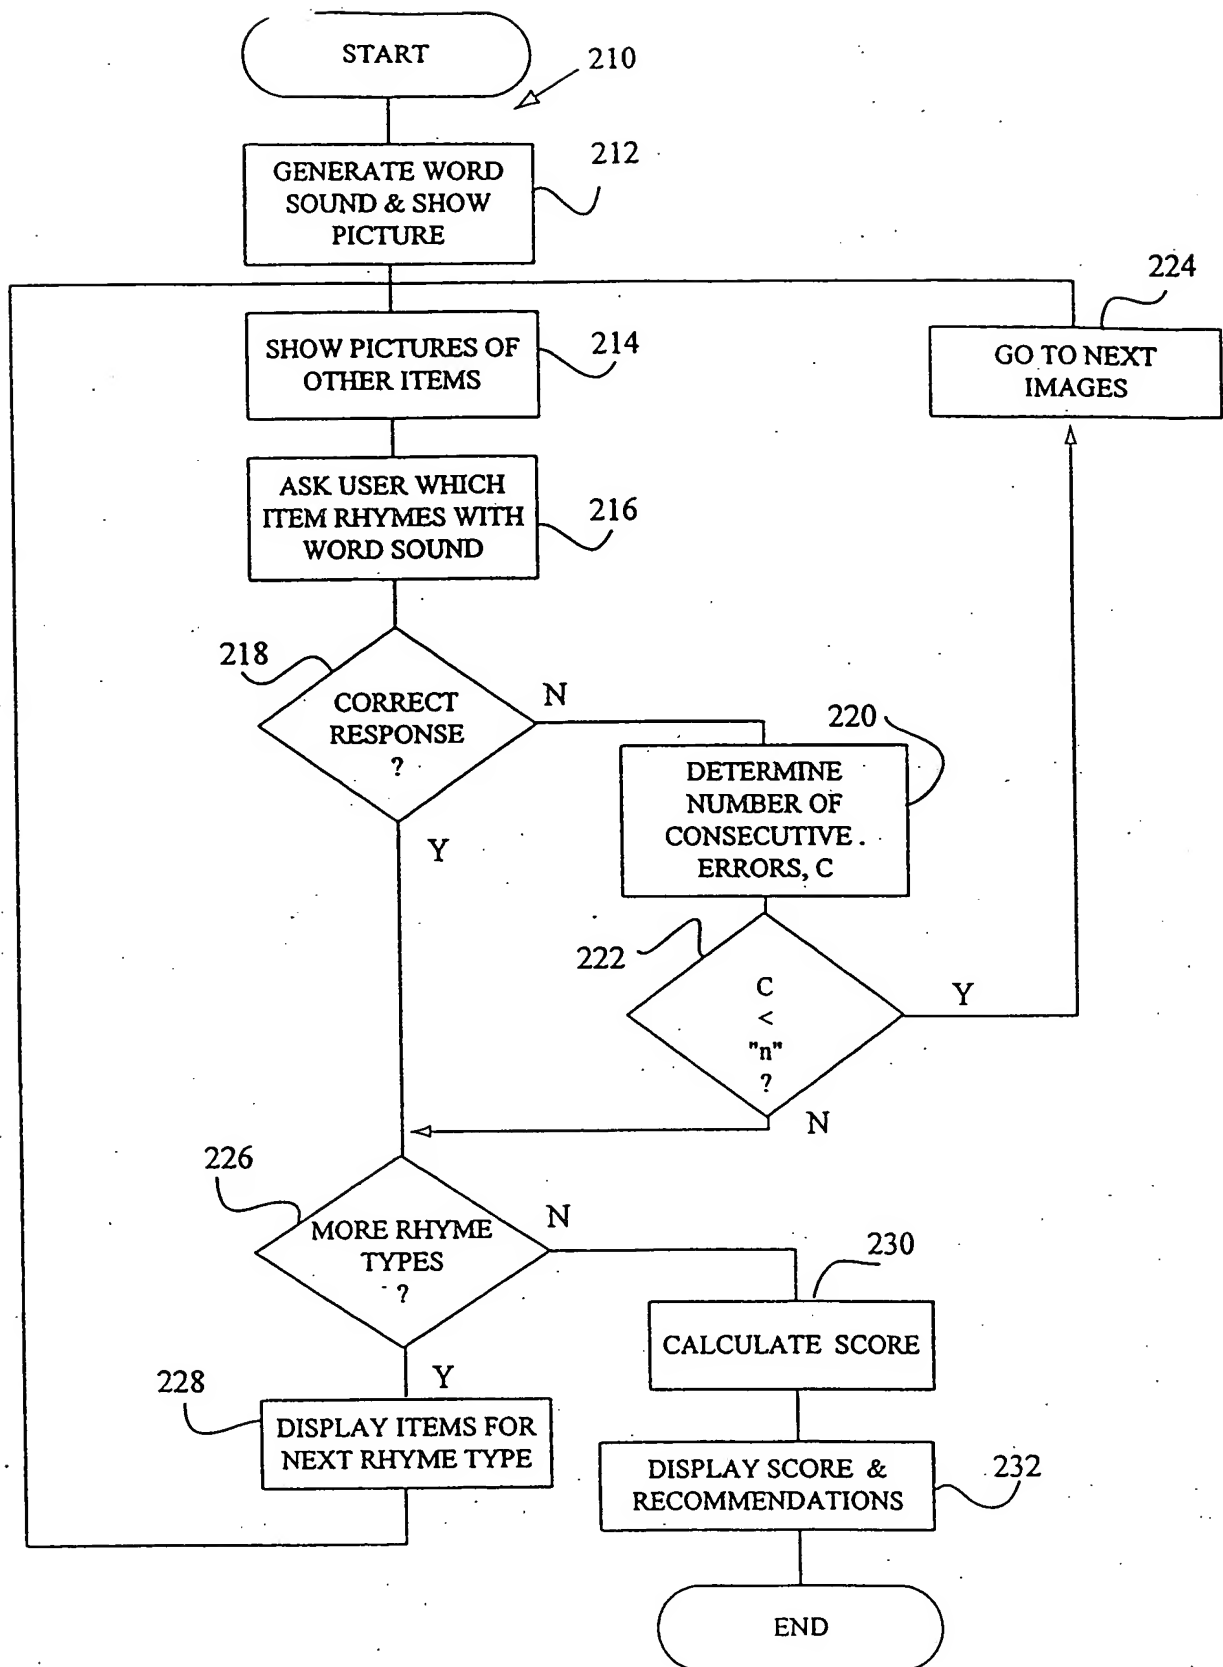 START
210
GENERATE WORD
SOUND & SHOW
PICTURE
212
224
SHOW PICTURES OF
OTHER ITEMS
214
GO TO NEXT
IMAGES
ASK USER WHICH
ITEM RHYMES WITH
WORD SOUND
216
218
CORRECT
RESPONSE
?
N
Y
220
DETERMINE
NUMBER OF
CONSECUTIVE
ERRORS, C
222
C
<
"n"
?
Y
N
226
MORE RHYME
TYPES
?
N
Y
230
CALCULATE SCORE
228
DISPLAY ITEMS FOR
NEXT RHYME TYPE
DISPLAY SCORE &
RECOMMENDATIONS
232
END